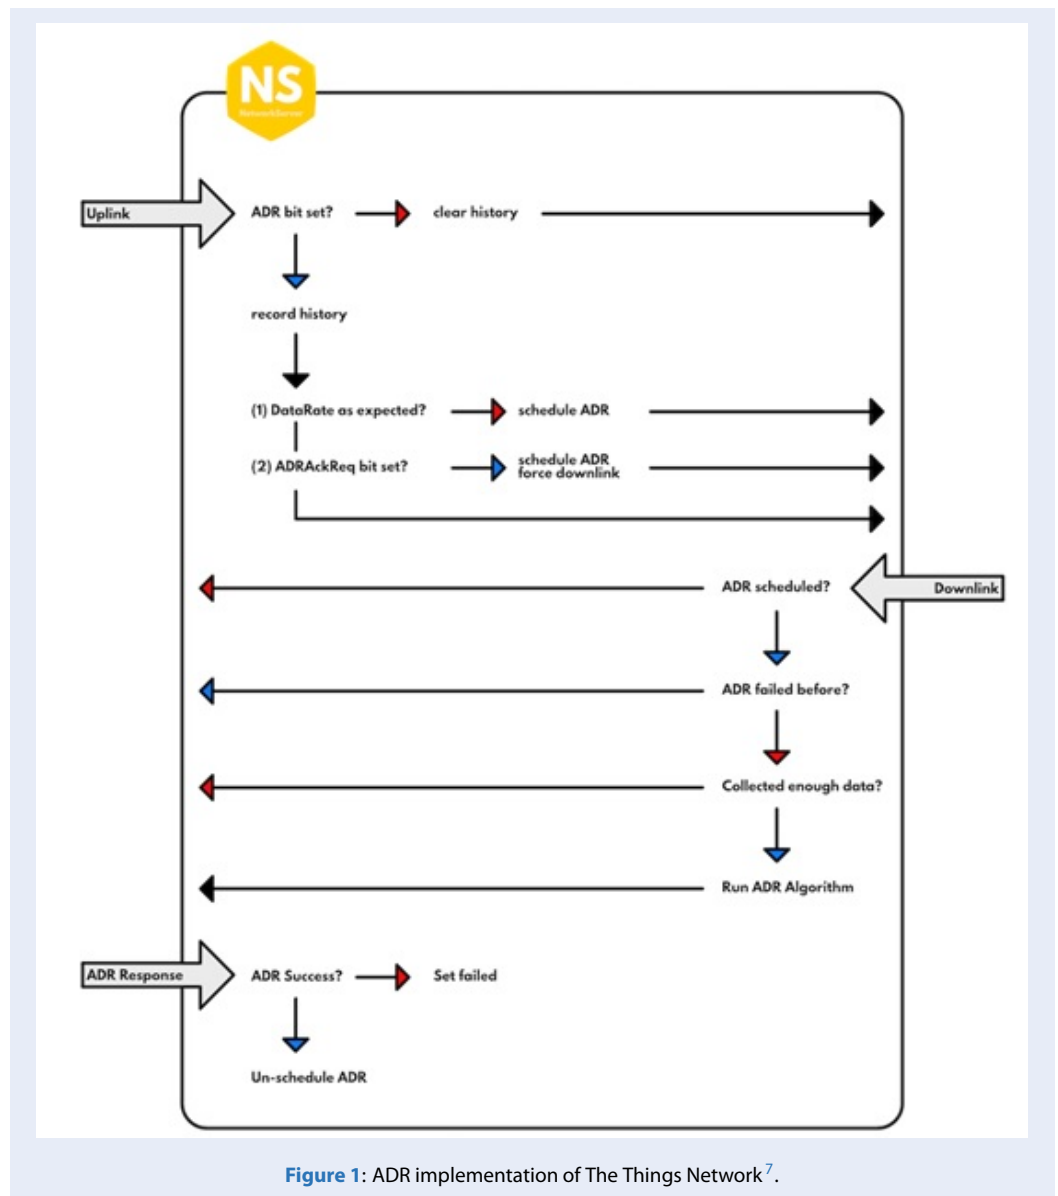 NS
NetworkServer
Uplink
ADR bit set?
clear history
record history
(1) DataRate as expected?
schedule ADR
(2) ADRAckReq bit set?
schedule ADR
force downlink
ADR scheduled?
Downlink
ADR failed before?
Collected enough data?
Run ADR Algorithm
ADR Response
ADR Success?
Set failed
Un-schedule ADR
Figure 1: ADR implementation of The Things Network7.